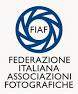 FIAF
FEDERAZIONE
ITALIANA
ASSOCIAZIONI
FOTOGRAFICHE